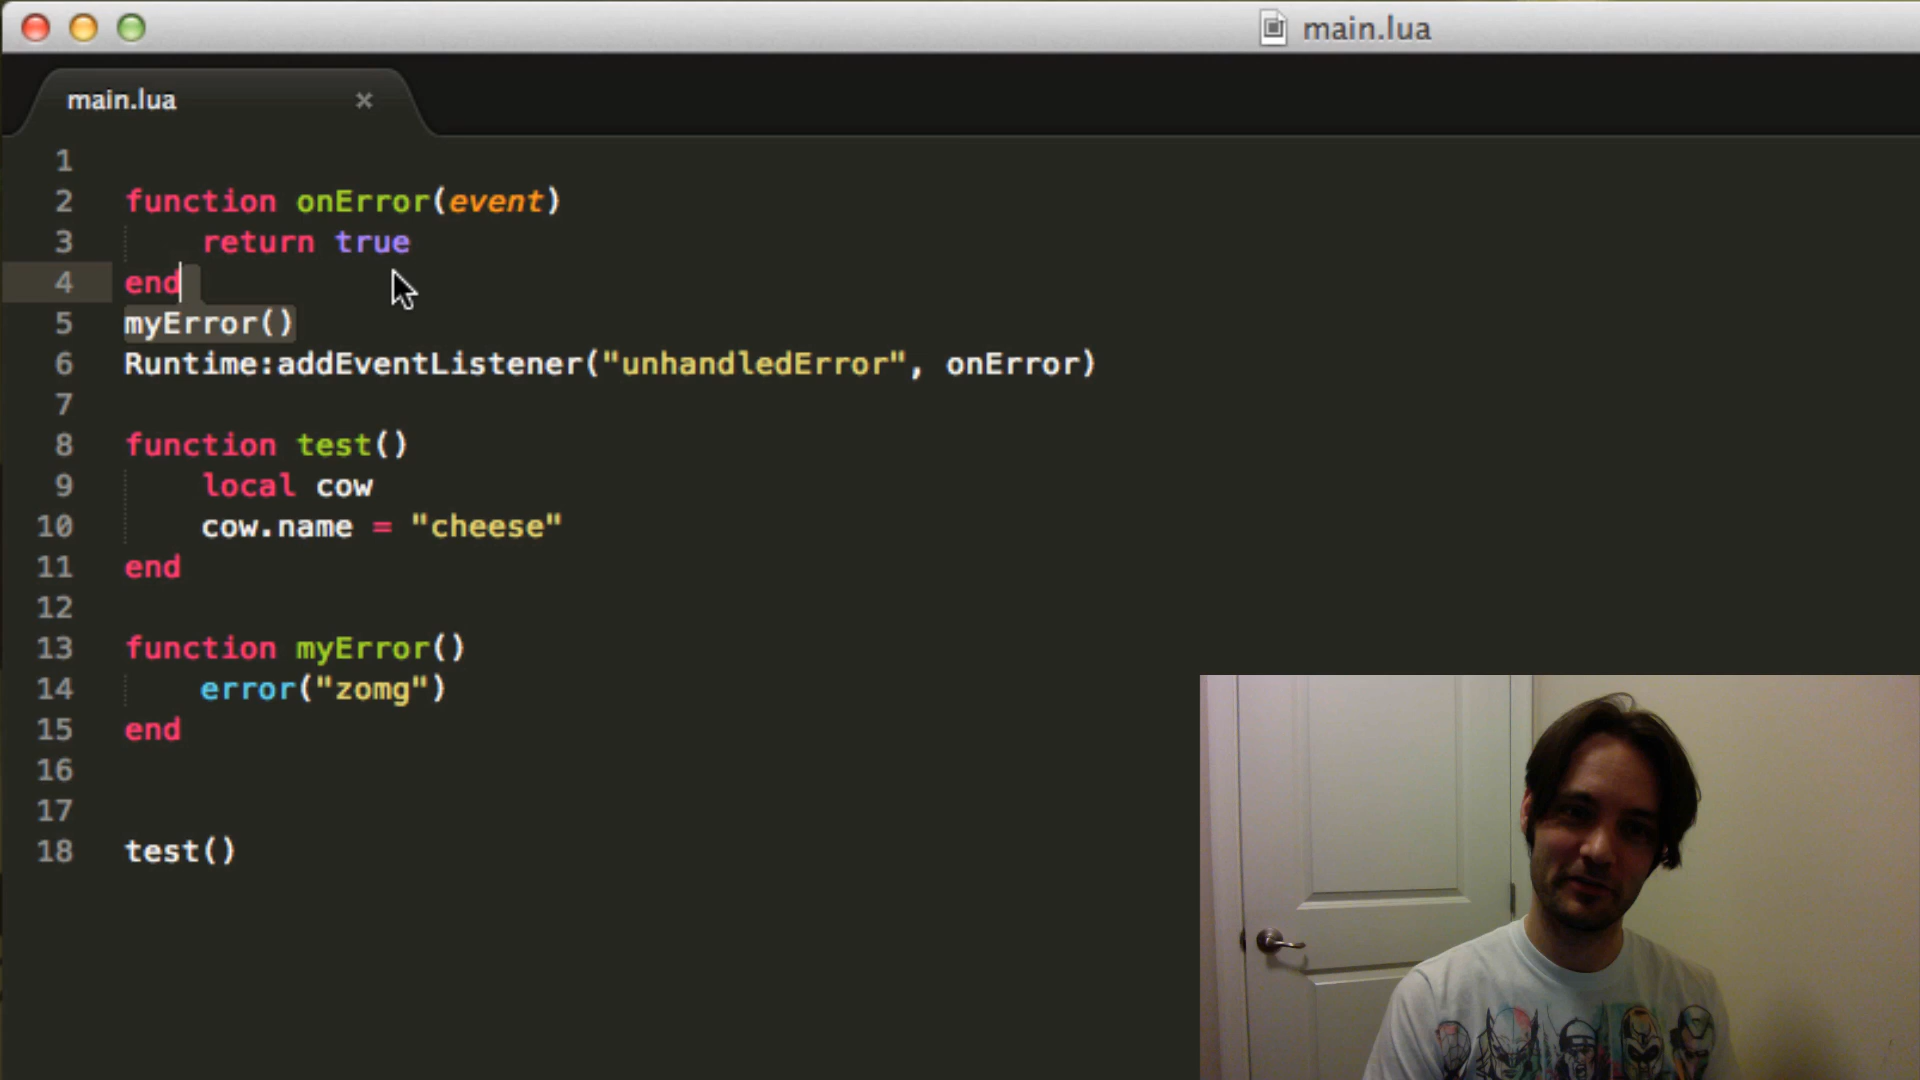 main.lua
main.lua ×
1
2 function onError(event)
3 return true
4 end
5 myError()
6 Runtime:addEventListener("unhandledError", onError)
7
8 function test()
9 local cow
10 cow.name = "cheese"
11 end
12
13 function myError()
14 error("zomg")
15 end
16
17
18 test()